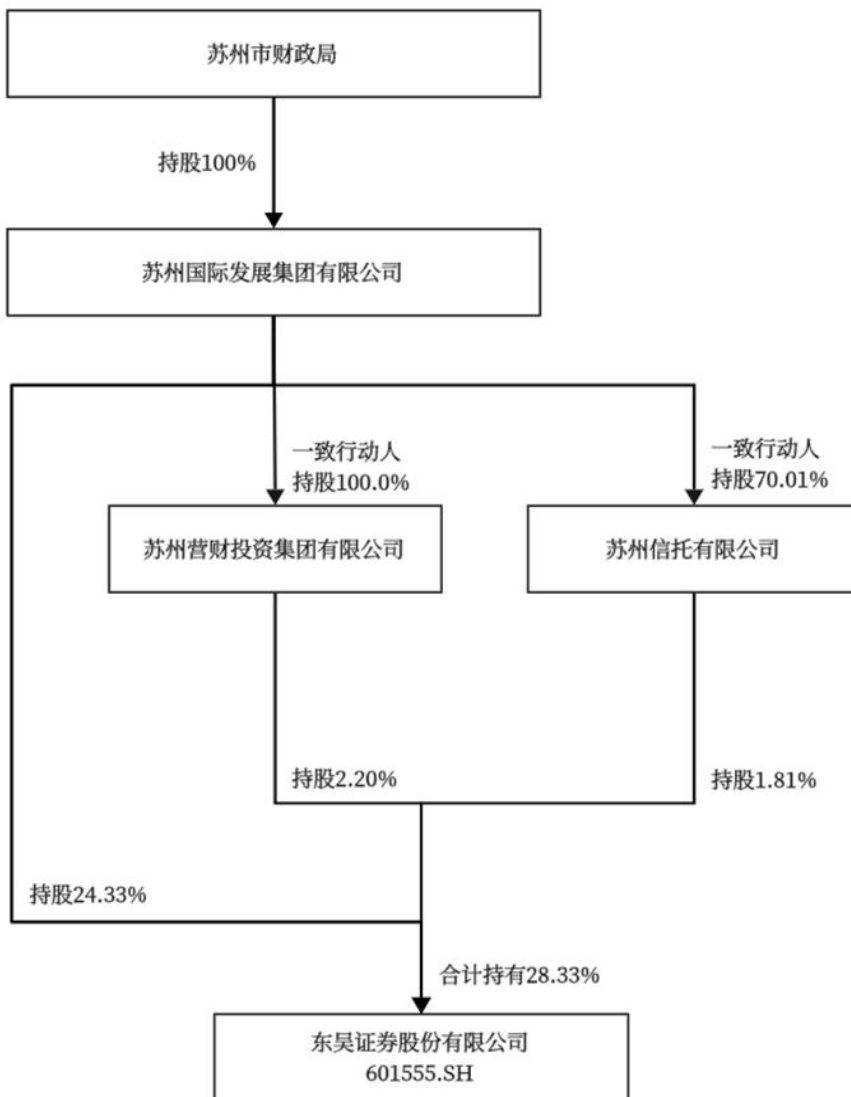 苏州市财政局
持股100%
苏州国际发展集团有限公司
一致行动人
持股100.0%
一致行动人
持股70.01%
苏州营财投资集团有限公司
苏州信托有限公司
持股2.20%
持股1.81%
持股24.33%
合计持有28.33%
东吴证券股份有限公司
601555.SH